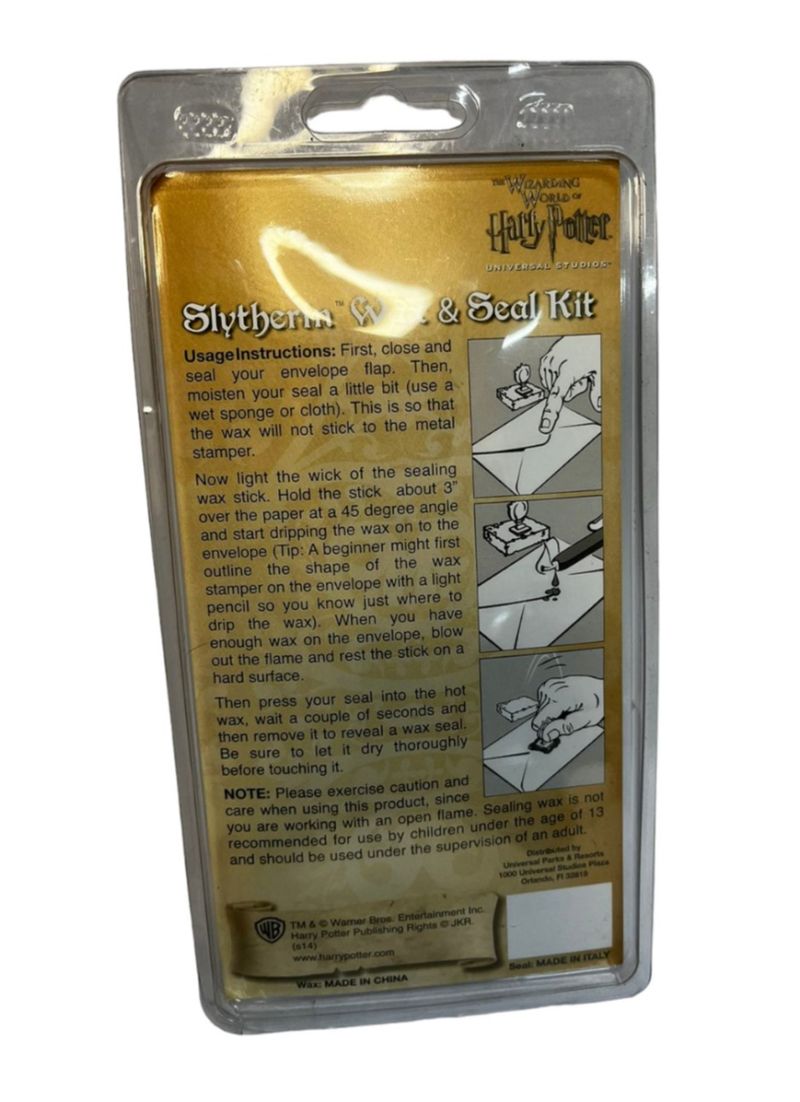 THE WIZARDING
WORLD OF
Harry Potter
UNIVERSAL STUDIOS™
Slytherin™ Wax & Seal Kit
Usage Instructions: First, close and
seal your envelope flap. Then,
moisten your seal a little bit (use a
wet sponge or cloth). This is so that
the wax will not stick to the metal
stamper.
Now light the wick of the sealing
wax stick. Hold the stick about 3”
over the paper at a 45 degree angle
and start dripping the wax on to the
envelope (Tip: A beginner might first
outline the shape of the wax
stamper on the envelope with a light
pencil so you know just where to
drip the wax). When you have
enough wax on the envelope, blow
out the flame and rest the stick on a
hard surface.
Then press your seal into the hot
wax, wait a couple of seconds and
then remove it to reveal a wax seal.
Be sure to let it dry thoroughly
before touching it.
NOTE: Please exercise caution and
care when using this product, since
you are working with an open flame. Sealing wax is not
recommended for use by children under the age of 13
and should be used under the supervision of an adult.
Distributed by
Universal Parks & Resorts
1000 Universal Studios Plaza
Orlando, Fl 32819
WB
TM & © Warner Bros. Entertainment Inc.
Harry Potter Publishing Rights © JKR.
(s14)
www.harrypotter.com
Seal: MADE IN ITALY
Wax: MADE IN CHINA